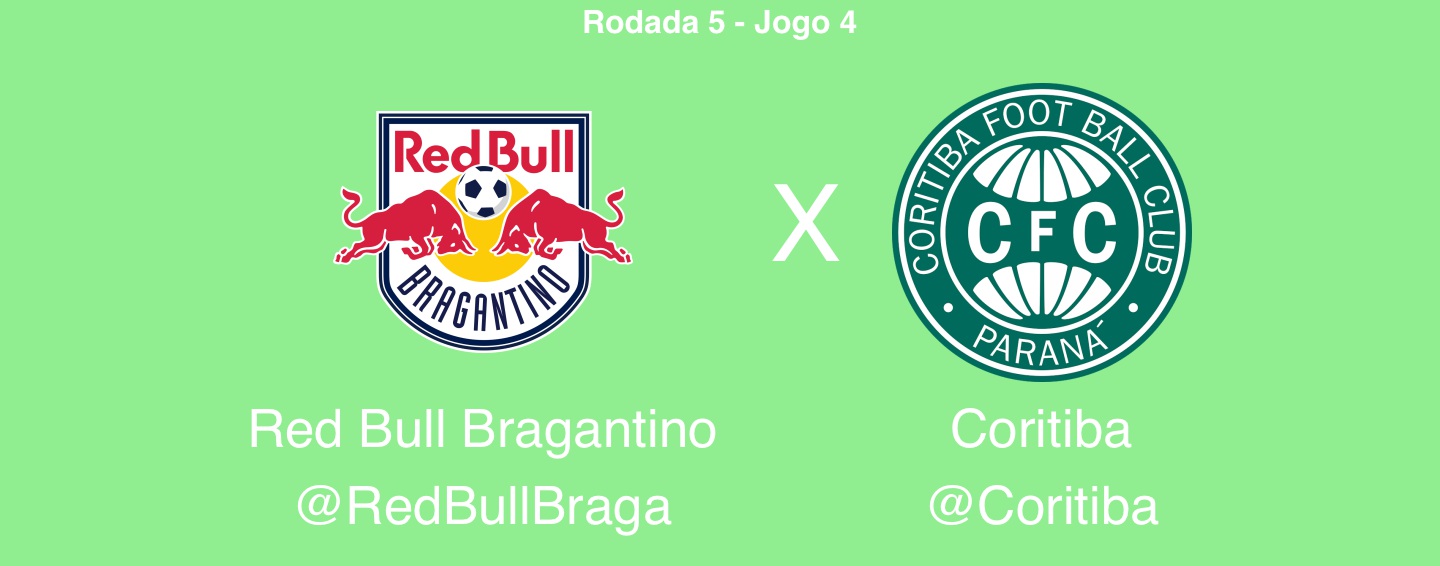 Rodada 5 - Jogo 4
Red Bull
BRAGANTINO
X
CORITIBA FOOT BALL CLUB
CFC
PARANÁ
Red Bull Bragantino
Coritiba
@RedBullBraga
@Coritiba